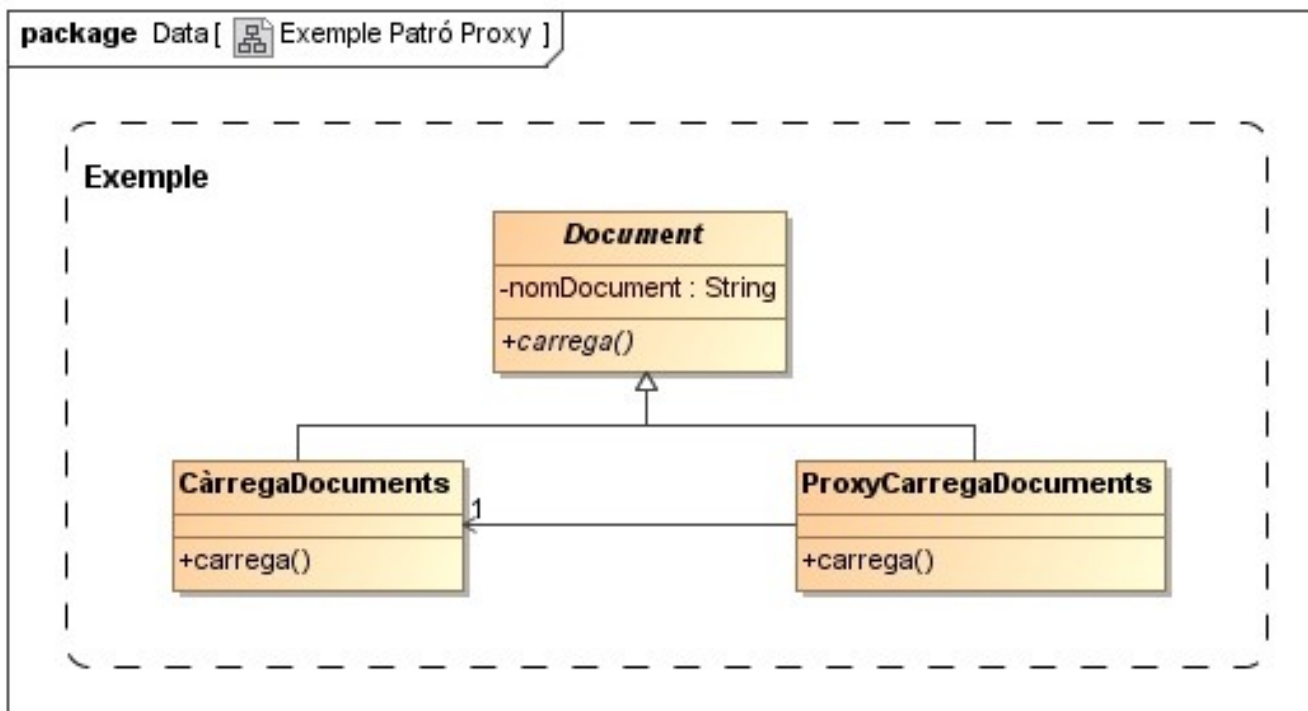 package Data [ Exemple Patró Proxy ]
Exemple
Document
-nomDocument : String
+carrega()
CàrregaDocuments
+carrega()
1
ProxyCarregaDocuments
+carrega()